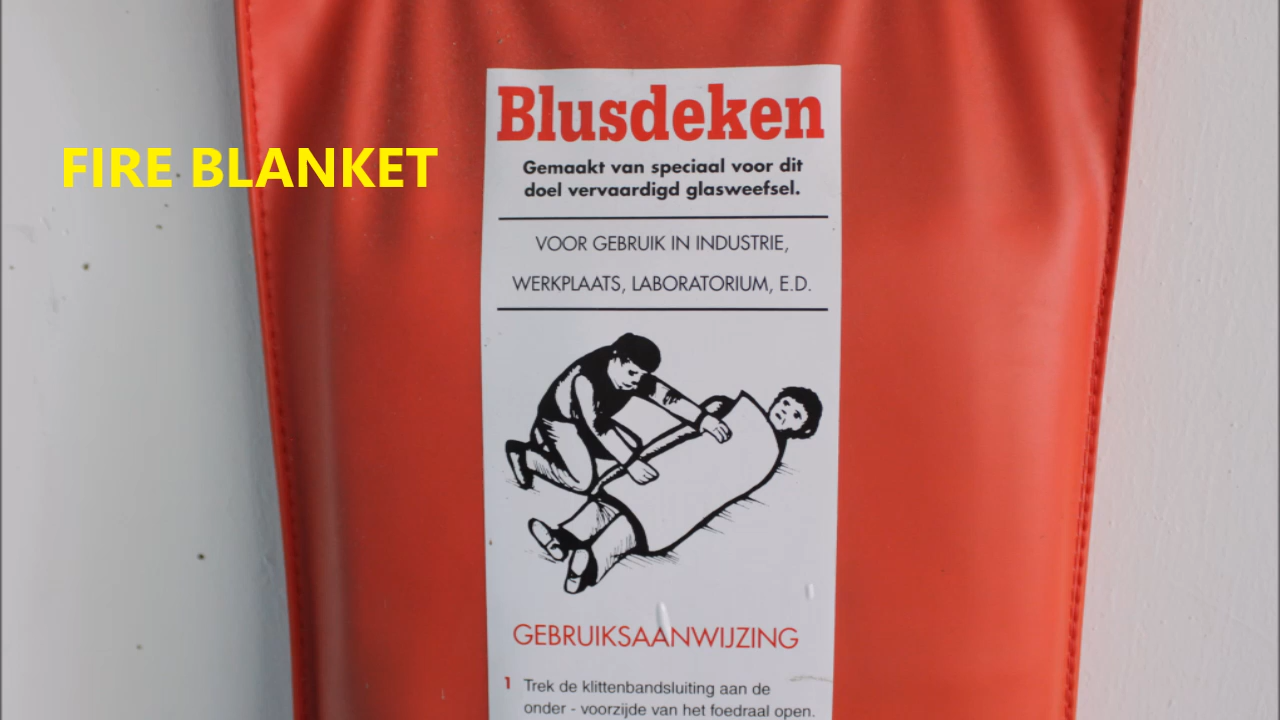 FIRE BLANKET
Blusdeken
Gemaakt van speciaal voor dit
doel vervaardigd glasweefsel.
VOOR GEBRUIK IN INDUSTRIE,
WERKPLAATS, LABORATORIUM, E.D.
GEBRUIKSAANWIJZING
1 Trek de klittenbandsluiting aan de
onder - voorzijde van het foedraal open.